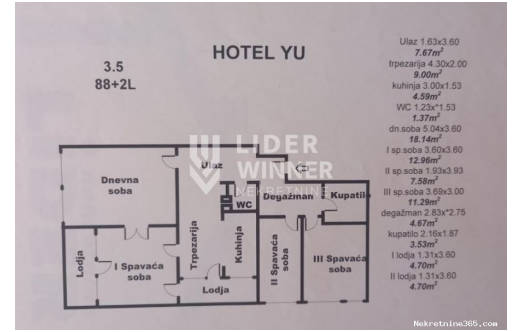 HOTEL YU
3.5
88+2L
Ulaz 1.63x3.60
7.67m²
trpezarija 4.30x2.00
9.00m²
kuhinja 3.00x1.53
4.59m²
WC 1.23x*1.53
1.37m²
dn.soba 5.04x3.60
18.14m²
I sp.soba 3.60x3.60
12.96m²
II sp.soba 1.93x3.93
7.58m²
III sp.soba 3.69x3.00
11.29m²
degažman 2.83x*2.75
4.67m²
kupatilo 2.16x1.87
3.53m²
I lodja 1.31x3.60
4.70m²
II lodja 1.31x3.60
4.70m²
LIDER
WINNER
NEKRETNINE
Ulaz
Dnevna
soba
WC
Degažman
Kupatilo
Trpezarija
Kuhinja
Lodja
I Spavaća
soba
II Spavaća
soba
III Spavaća
soba
Lodja
Nekretnine365.com